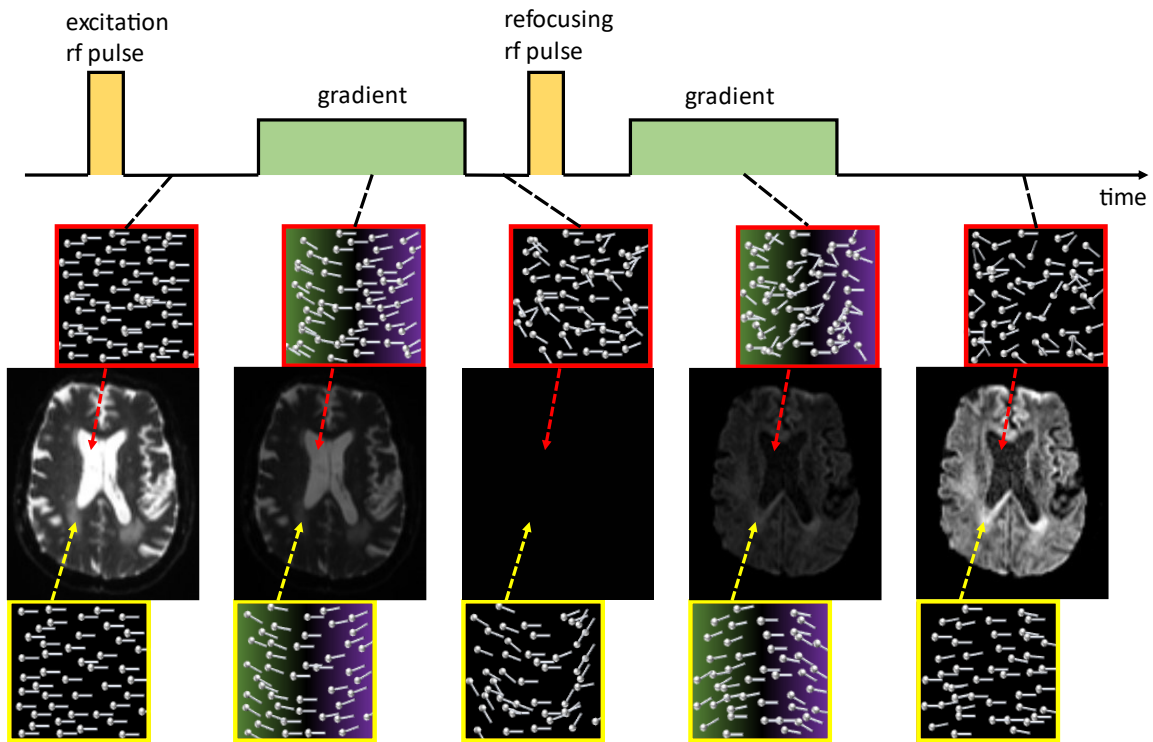 excitation
rf pulse
refocusing
rf pulse
gradient
gradient
time